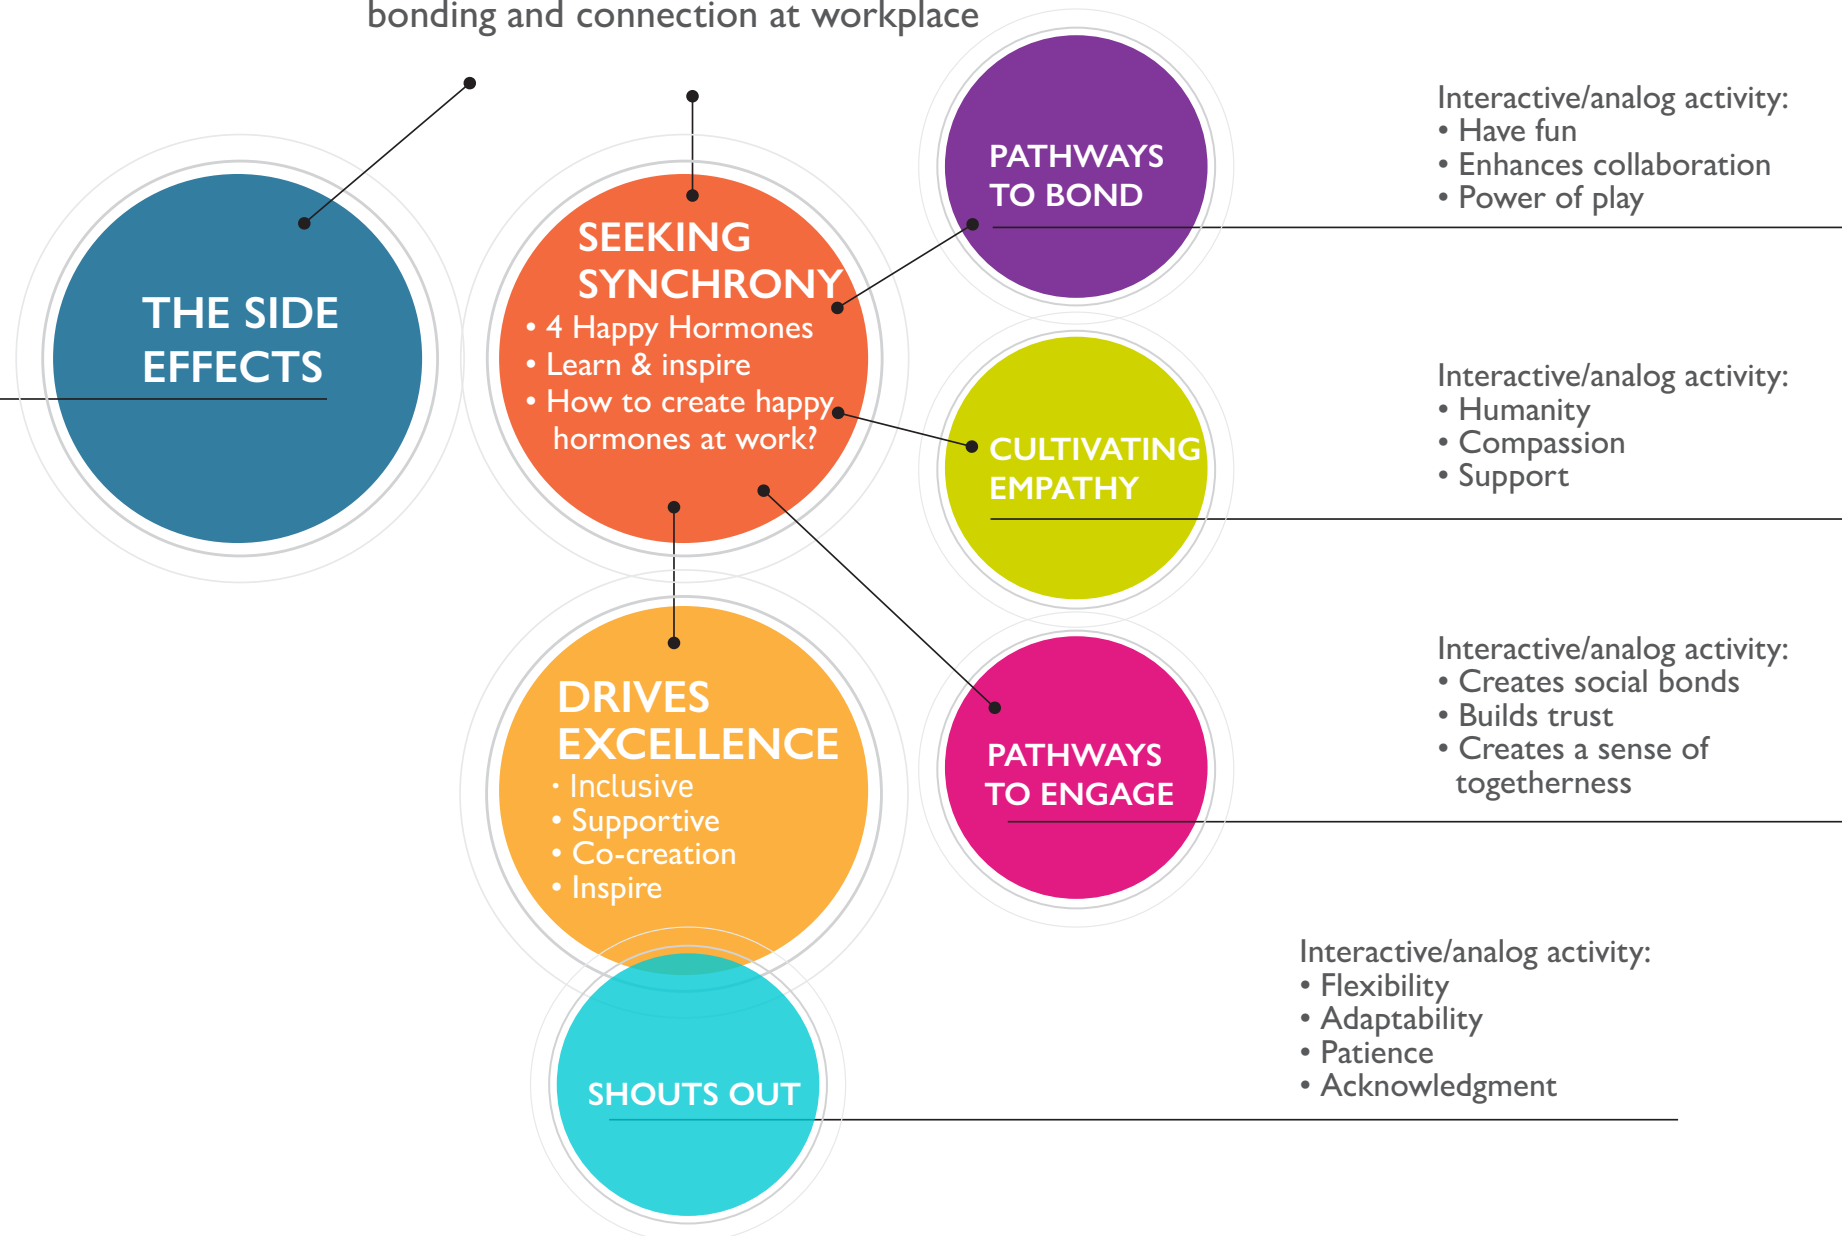 bonding and connection at workplace
THE SIDE
EFFECTS
SEEKING
SYNCHRONY
• 4 Happy Hormones
• Learn & inspire
• How to create happy
hormones at work?
PATHWAYS
TO BOND
Interactive/analog activity:
• Have fun
• Enhances collaboration
• Power of play
CULTIVATING
EMPATHY
Interactive/analog activity:
• Humanity
• Compassion
• Support
DRIVES
EXCELLENCE
• Inclusive
• Supportive
• Co-creation
• Inspire
PATHWAYS
TO ENGAGE
Interactive/analog activity:
• Creates social bonds
• Builds trust
• Creates a sense of
togetherness
SHOUTS OUT
Interactive/analog activity:
• Flexibility
• Adaptability
• Patience
• Acknowledgment